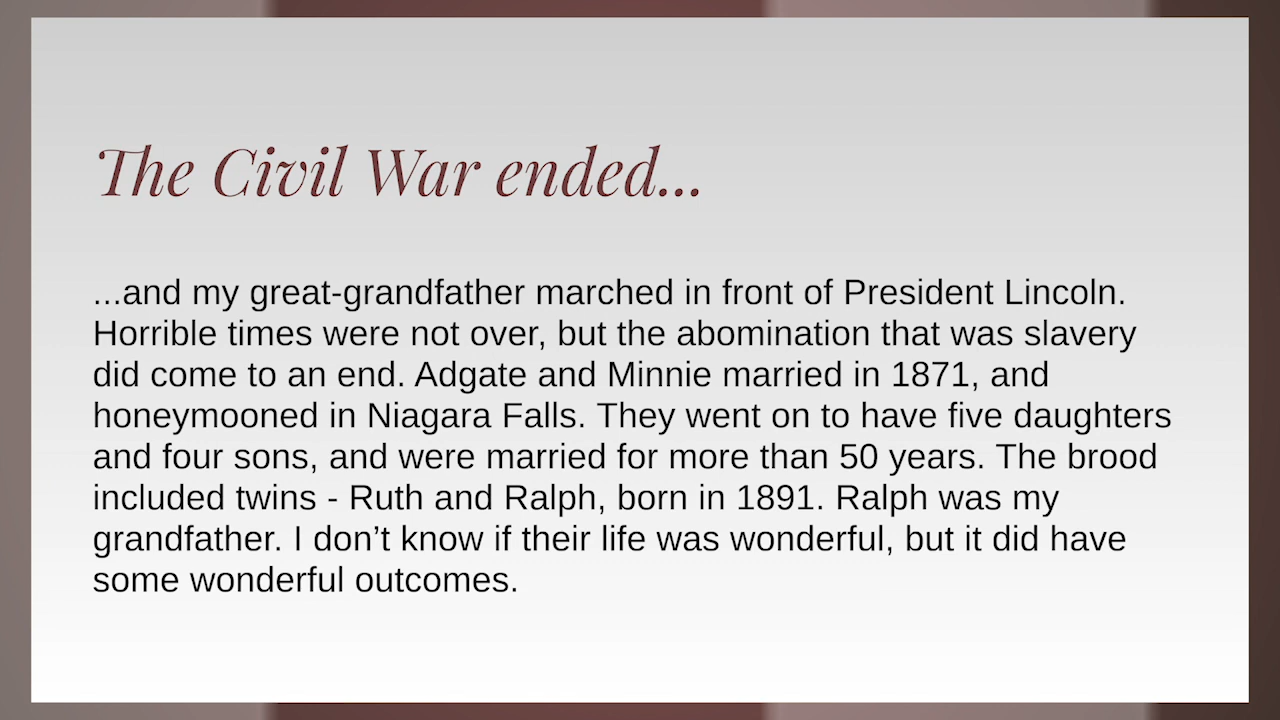 The Civil War ended...
...and my great-grandfather marched in front of President Lincoln.
Horrible times were not over, but the abomination that was slavery
did come to an end. Adgate and Minnie married in 1871, and
honeymooned in Niagara Falls. They went on to have five daughters
and four sons, and were married for more than 50 years. The brood
included twins - Ruth and Ralph, born in 1891. Ralph was my
grandfather. I don’t know if their life was wonderful, but it did have
some wonderful outcomes.